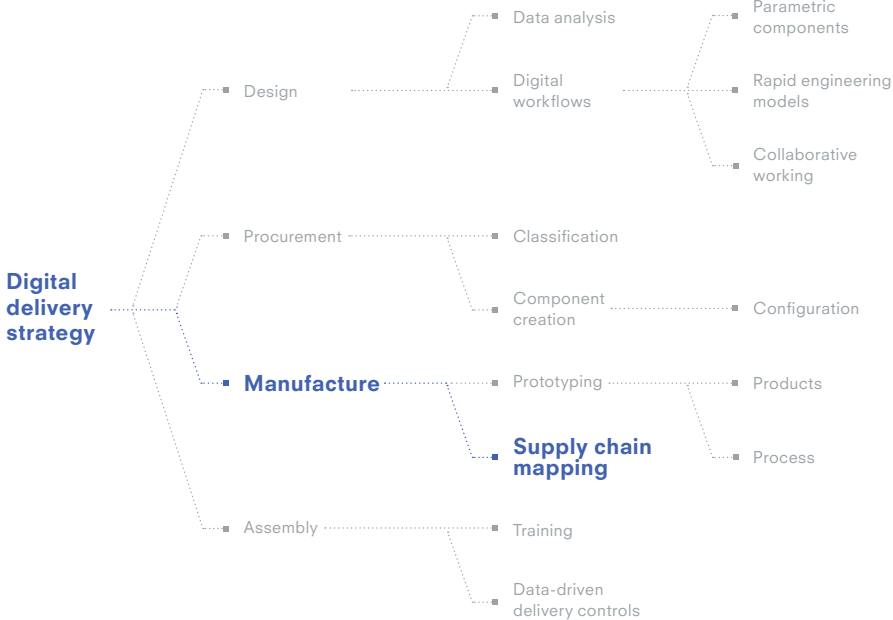 Digital
delivery
strategy
Design
Data analysis
Digital
workflows
Parametric
components
Rapid engineering
models
Collaborative
working
Procurement
Classification
Component
creation
Configuration
Manufacture
Prototyping
Products
Process
Supply chain
mapping
Assembly
Training
Data-driven
delivery controls